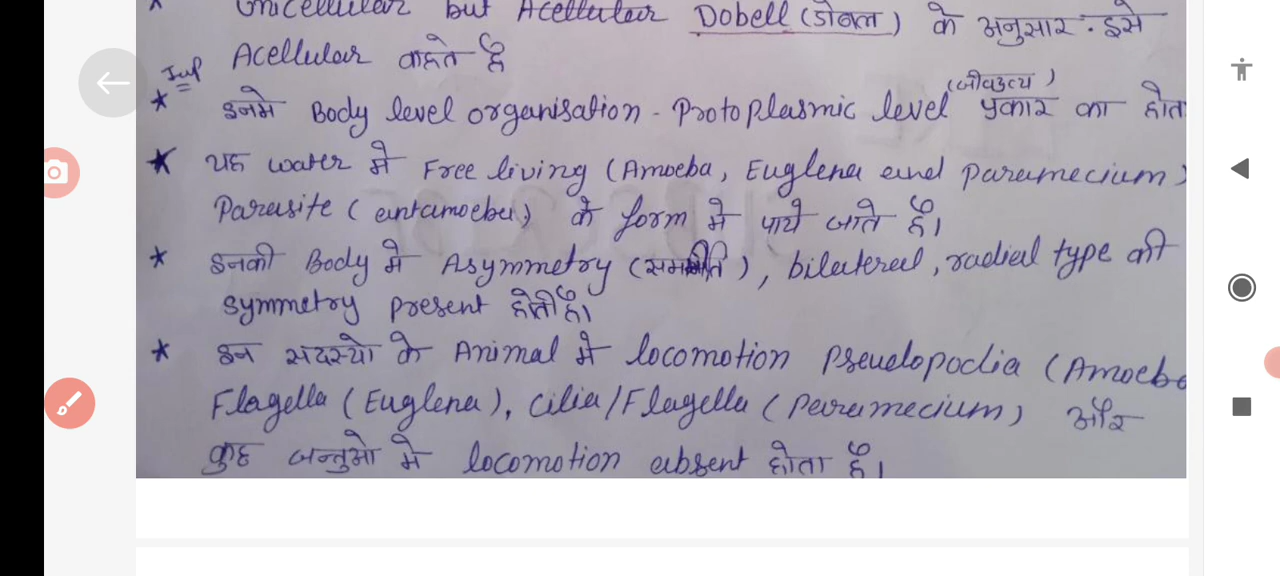 Unicellular but Acellular Dobell (डोबल) के अनुसार. इसे
Acellular कहते है
Imp
(जीवद्रव्य)
इनमे Body level organisation - Protoplasmic level प्रकार का होत
यह water मे Free living (Amoeba, Euglena and paramecium)
Parasite (entamoeba) के form मे पाये जाते है।
इनकी Body मे Asymmetry ( ), bilateral, radial type की
symmetry present होती है।
इन सदस्यो के Animal मे locomotion Pseudopodia (Amoeba
Flagella (Euglena), Cilia/Flagella (Paramecium) और
कुछ जन्तुओ मे locomotion absent होता है।